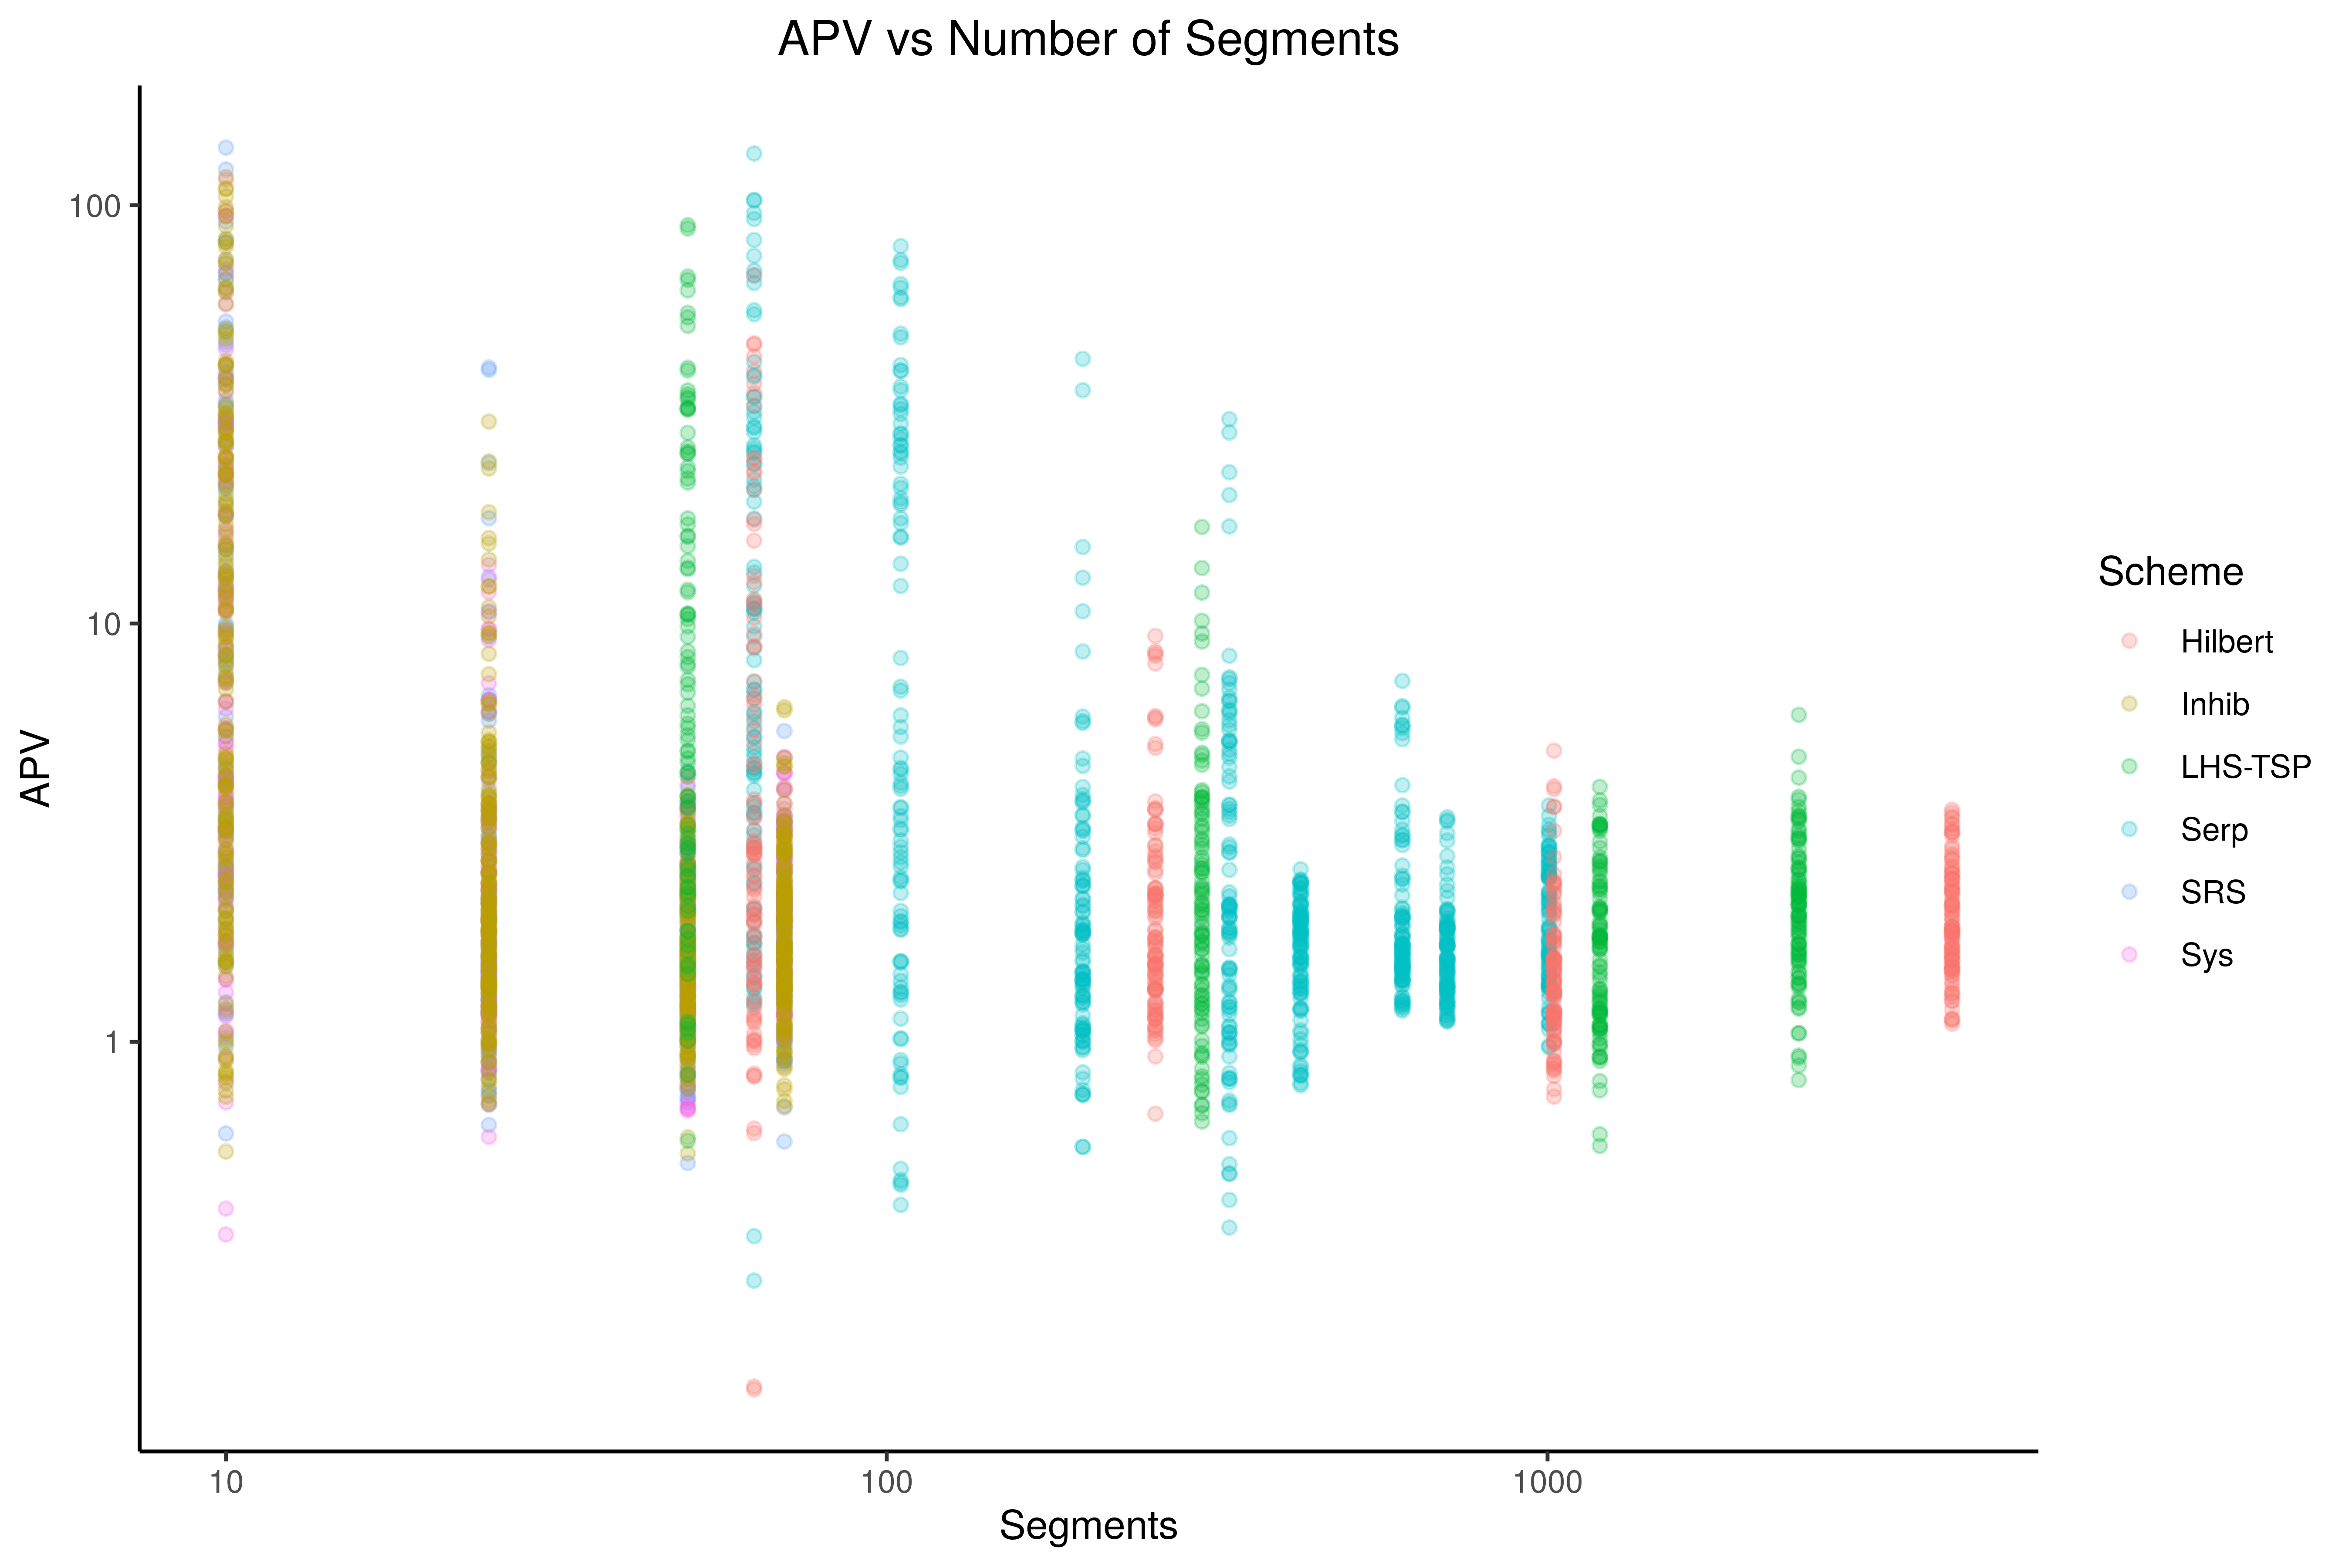 APV vs Number of Segments
APV
100
10
1
10
100
1000
Segments
Scheme
Hilbert
Inhib
LHS-TSP
Serp
SRS
Sys